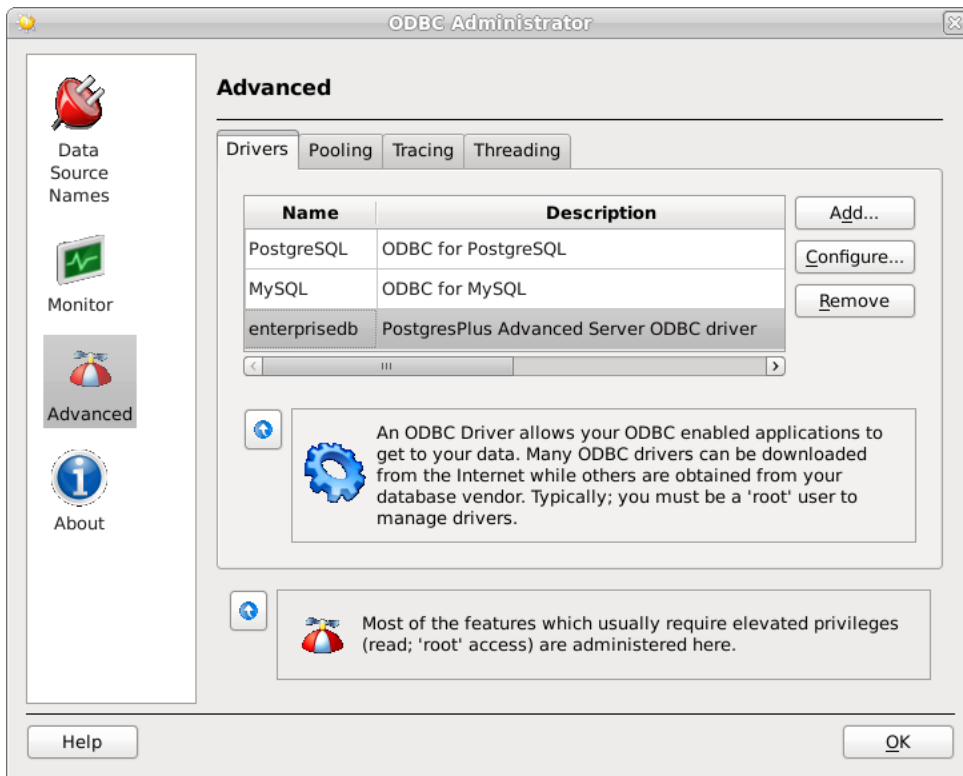 ODBC Administrator
Data
Source
Names
Monitor
Advanced
About
Advanced
Drivers
Pooling
Tracing
Threading
Name Description
PostgreSQL ODBC for PostgreSQL
MySQL ODBC for MySQL
enterprisedb PostgresPlus Advanced Server ODBC driver
Add...
Configure...
Remove
An ODBC Driver allows your ODBC enabled applications to
get to your data. Many ODBC drivers can be downloaded
from the Internet while others are obtained from your
database vendor. Typically; you must be a 'root' user to
manage drivers.
Most of the features which usually require elevated privileges
(read; 'root' access) are administered here.
Help
OK